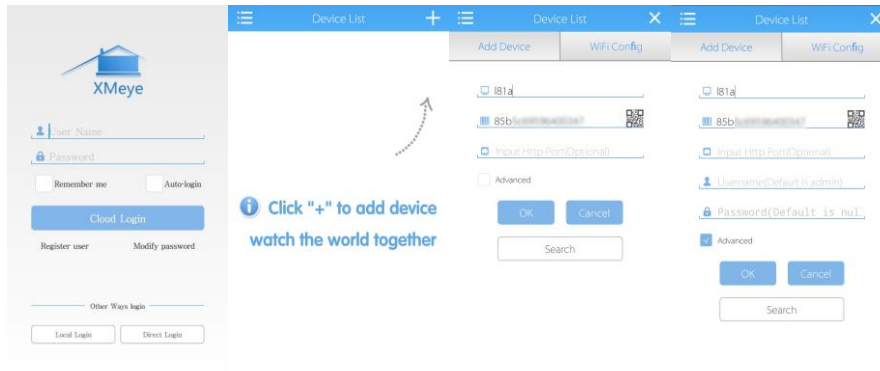 XMeye
User Name
Password
Remember me
Auto-login
Cloud Login
Register user
Modify password
Other Ways login
Local Login
Direct Login
Device List
Click "+" to add device
watch the world together
Device List
Add Device
WiFi Config
l81a
85b
Input Http Port(Optional)
Advanced
OK
Cancel
Search
Device List
Add Device
WiFi Config
l81a
85b
Input Http Port(Optional)
Username(Default is admin)
Password(Default is nul
Advanced
OK
Cancel
Search